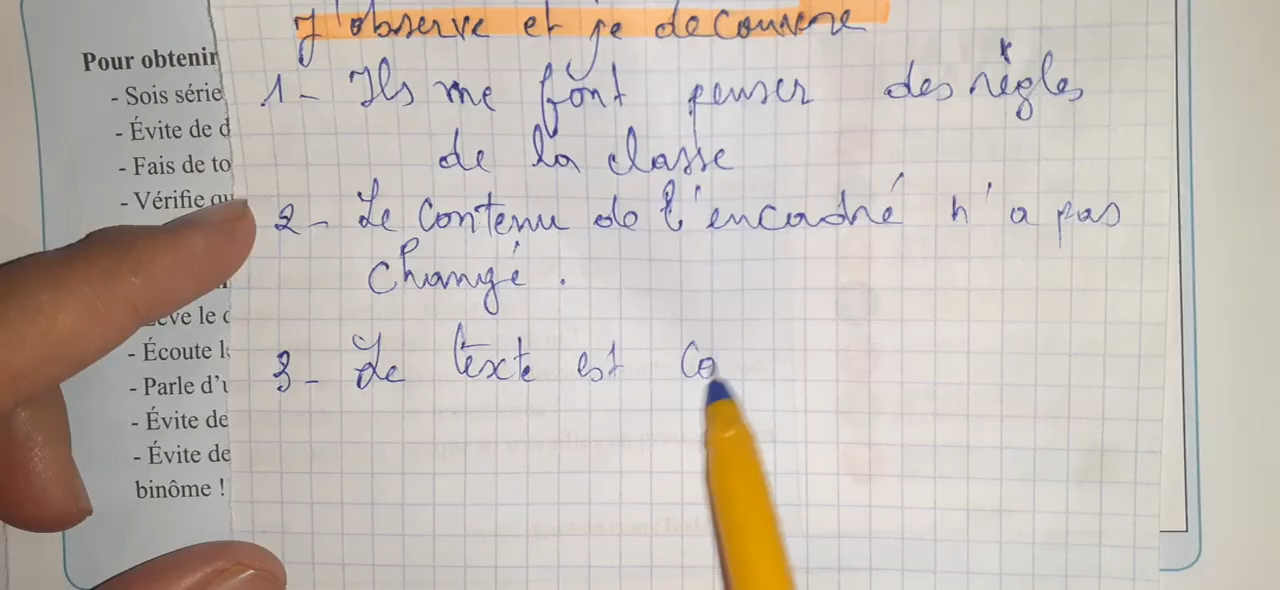 J'observe et je decouvre
Pour obtenir
- Sois série
- Évite de d
- Fais de to
- Vérifie qu
1- Ils me font penser des règles
de la classe
2- Le contenu de l'encadré n'a pas
changé.
ève le c
- Écoute l
- Parle d'u
- Évite de
- Évite de
binôme !
3- Le texte est co